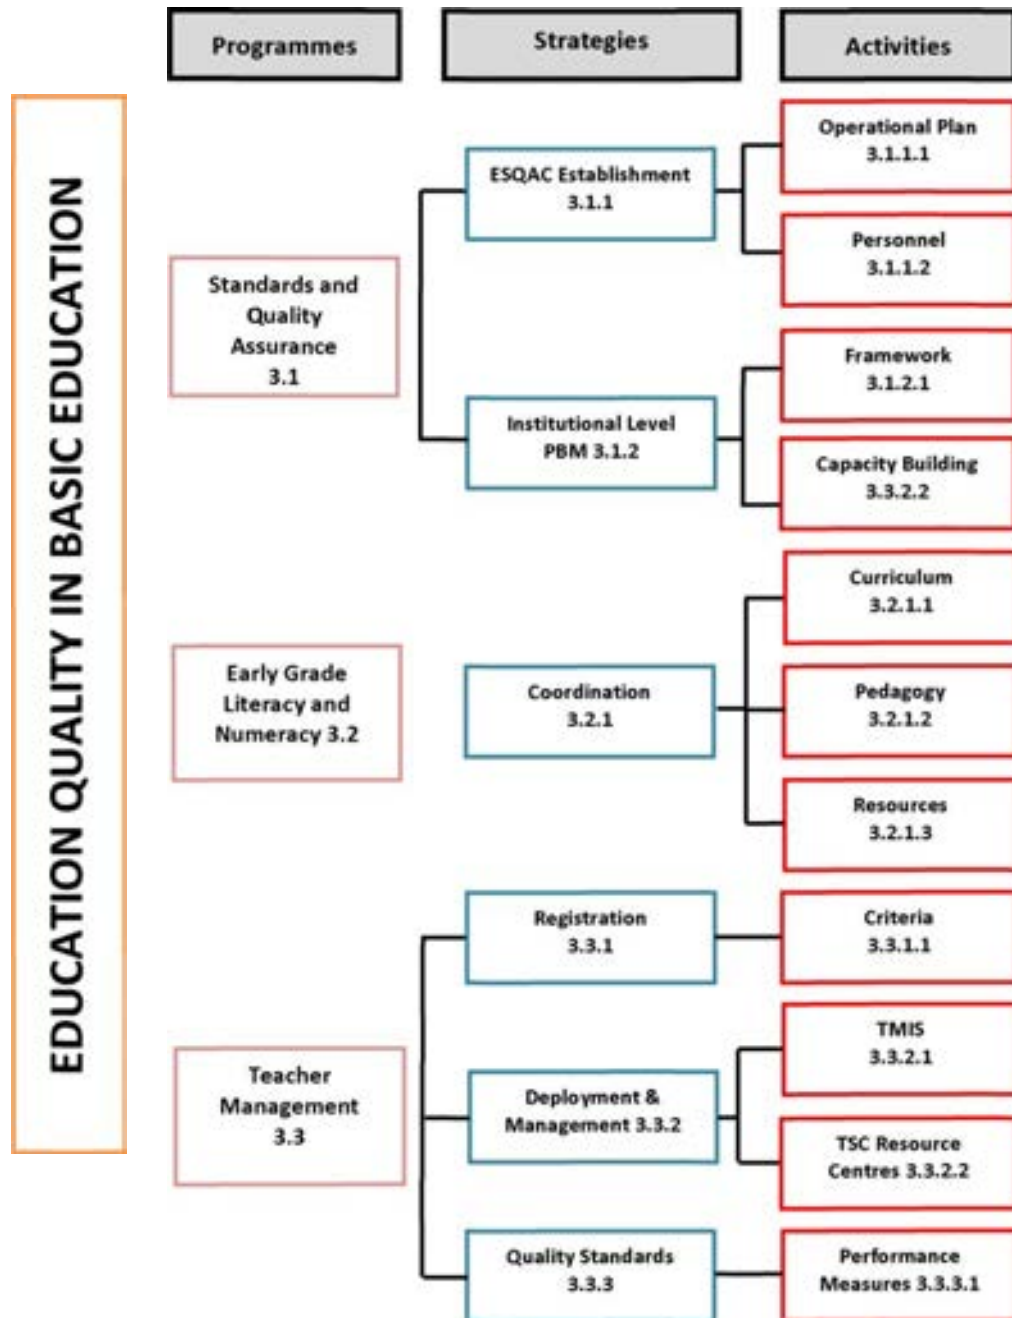 Programmes
Strategies
Activities
EDUCATION QUALITY IN BASIC EDUCATION
Standards and
Quality
Assurance
3.1
ESQAC Establishment
3.1.1
Operational Plan
3.1.1.1
Personnel
3.1.1.2
Institutional Level
PBM 3.1.2
Framework
3.1.2.1
Capacity Building
3.3.2.2
Early Grade
Literacy and
Numeracy 3.2
Coordination
3.2.1
Curriculum
3.2.1.1
Pedagogy
3.2.1.2
Resources
3.2.1.3
Teacher
Management
3.3
Registration
3.3.1
Criteria
3.3.1.1
Deployment &
Management 3.3.2
TMIS
3.3.2.1
TSC Resource
Centres 3.3.2.2
Quality Standards
3.3.3
Performance
Measures 3.3.3.1